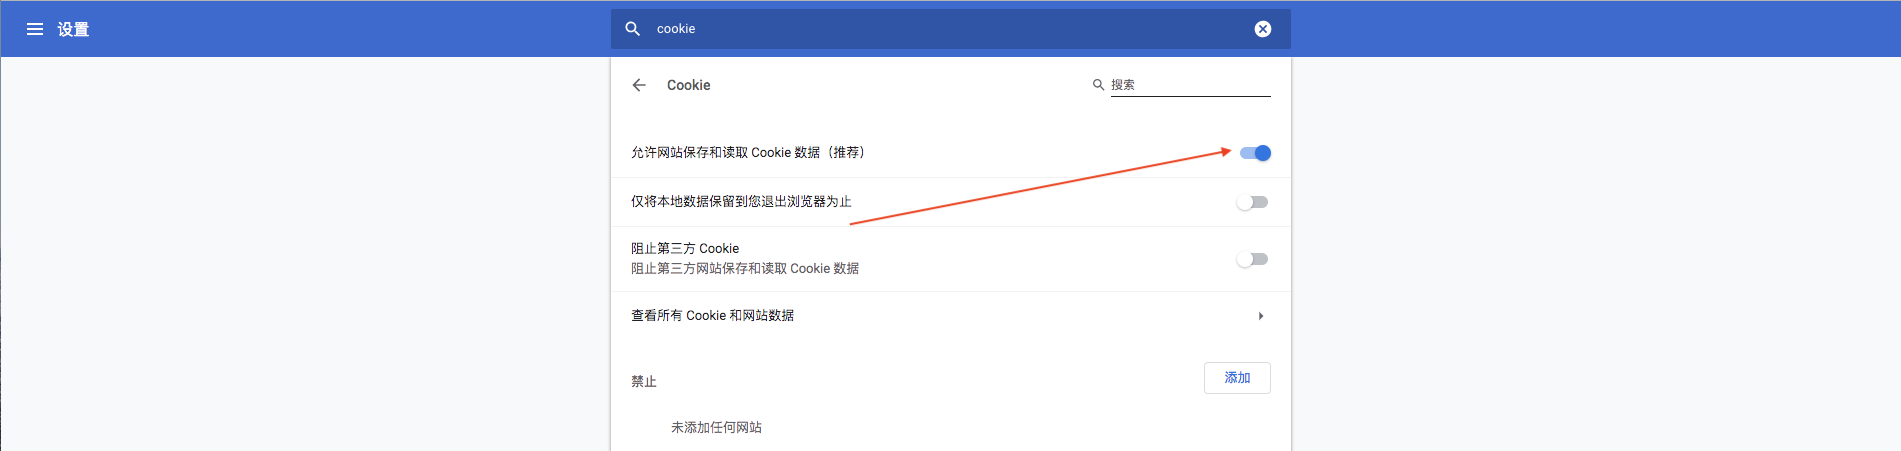 设置
cookie
Cookie
搜索
允许网站保存和读取 Cookie 数据（推荐）
仅将本地数据保留到您退出浏览器为止
阻止第三方 Cookie
阻止第三方网站保存和读取 Cookie 数据
查看所有 Cookie 和网站数据
禁止
添加
未添加任何网站